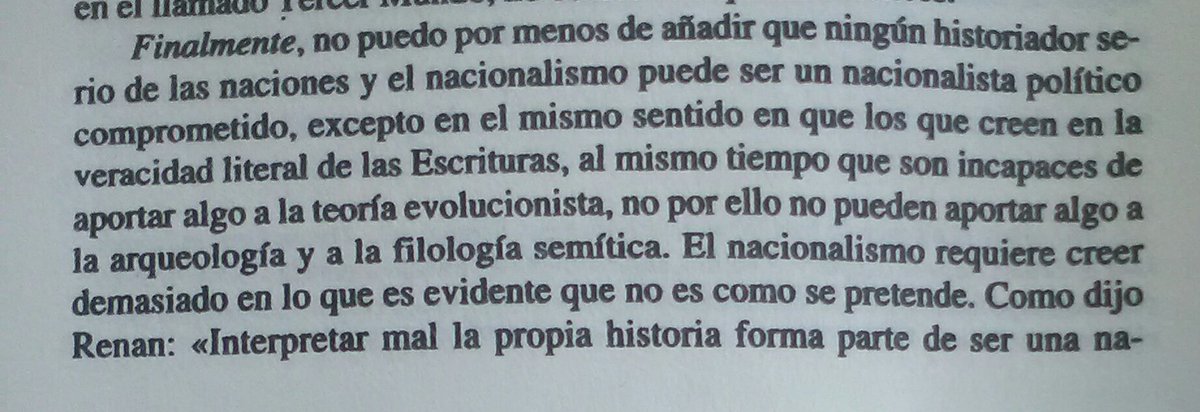 en el llamado Tercer
Finalmente, no puedo por menos de añadir que ningún historiador se-
rio de las naciones y el nacionalismo puede ser un nacionalista político
comprometido, excepto en el mismo sentido en que los que creen en la
veracidad literal de las Escrituras, al mismo tiempo que son incapaces de
aportar algo a la teoría evolucionista, no por ello no pueden aportar algo a
la arqueología y a la filología semítica. El nacionalismo requiere creer
demasiado en lo que es evidente que no es como se pretende. Como dijo
Renan: «Interpretar mal la propia historia forma parte de ser una na-